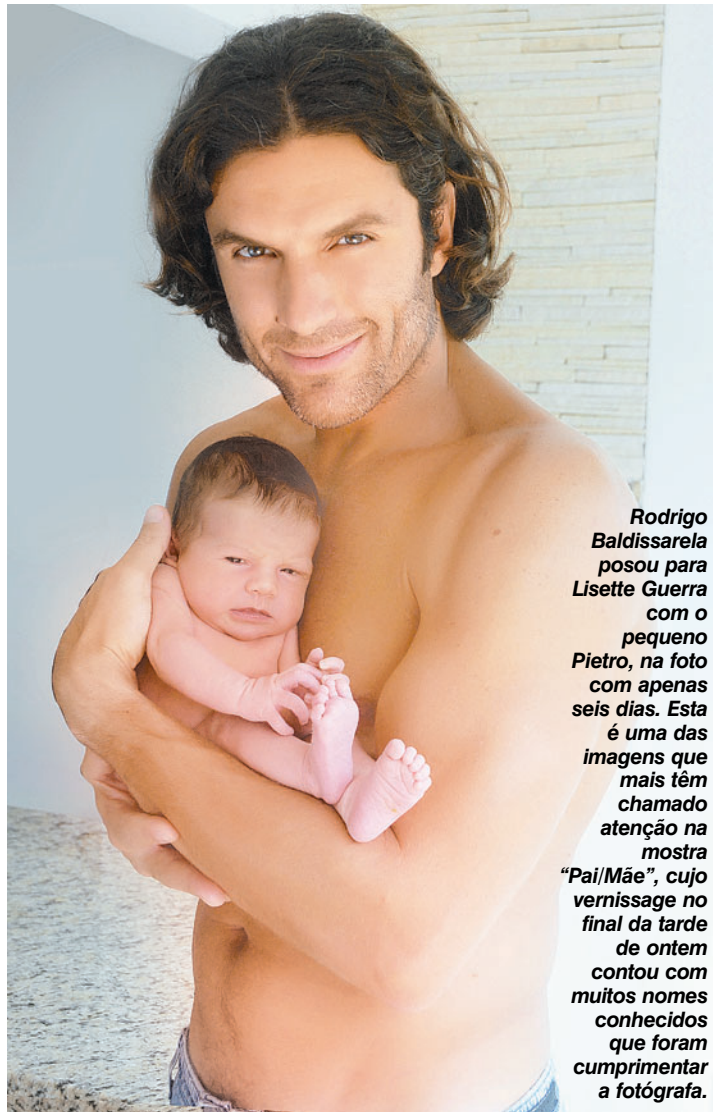 Rodrigo
Baldissarela
posou para
Lisette Guerra
com o
pequeno
Pietro, na foto
com apenas
seis dias. Esta
é uma das
imagens que
mais têm
chamado
atenção na
mostra
“Pai/Mãe”, cujo
vernissage no
final da tarde
de ontem
contou com
muitos nomes
conhecidos
que foram
cumprimentar
a fotógrafa.